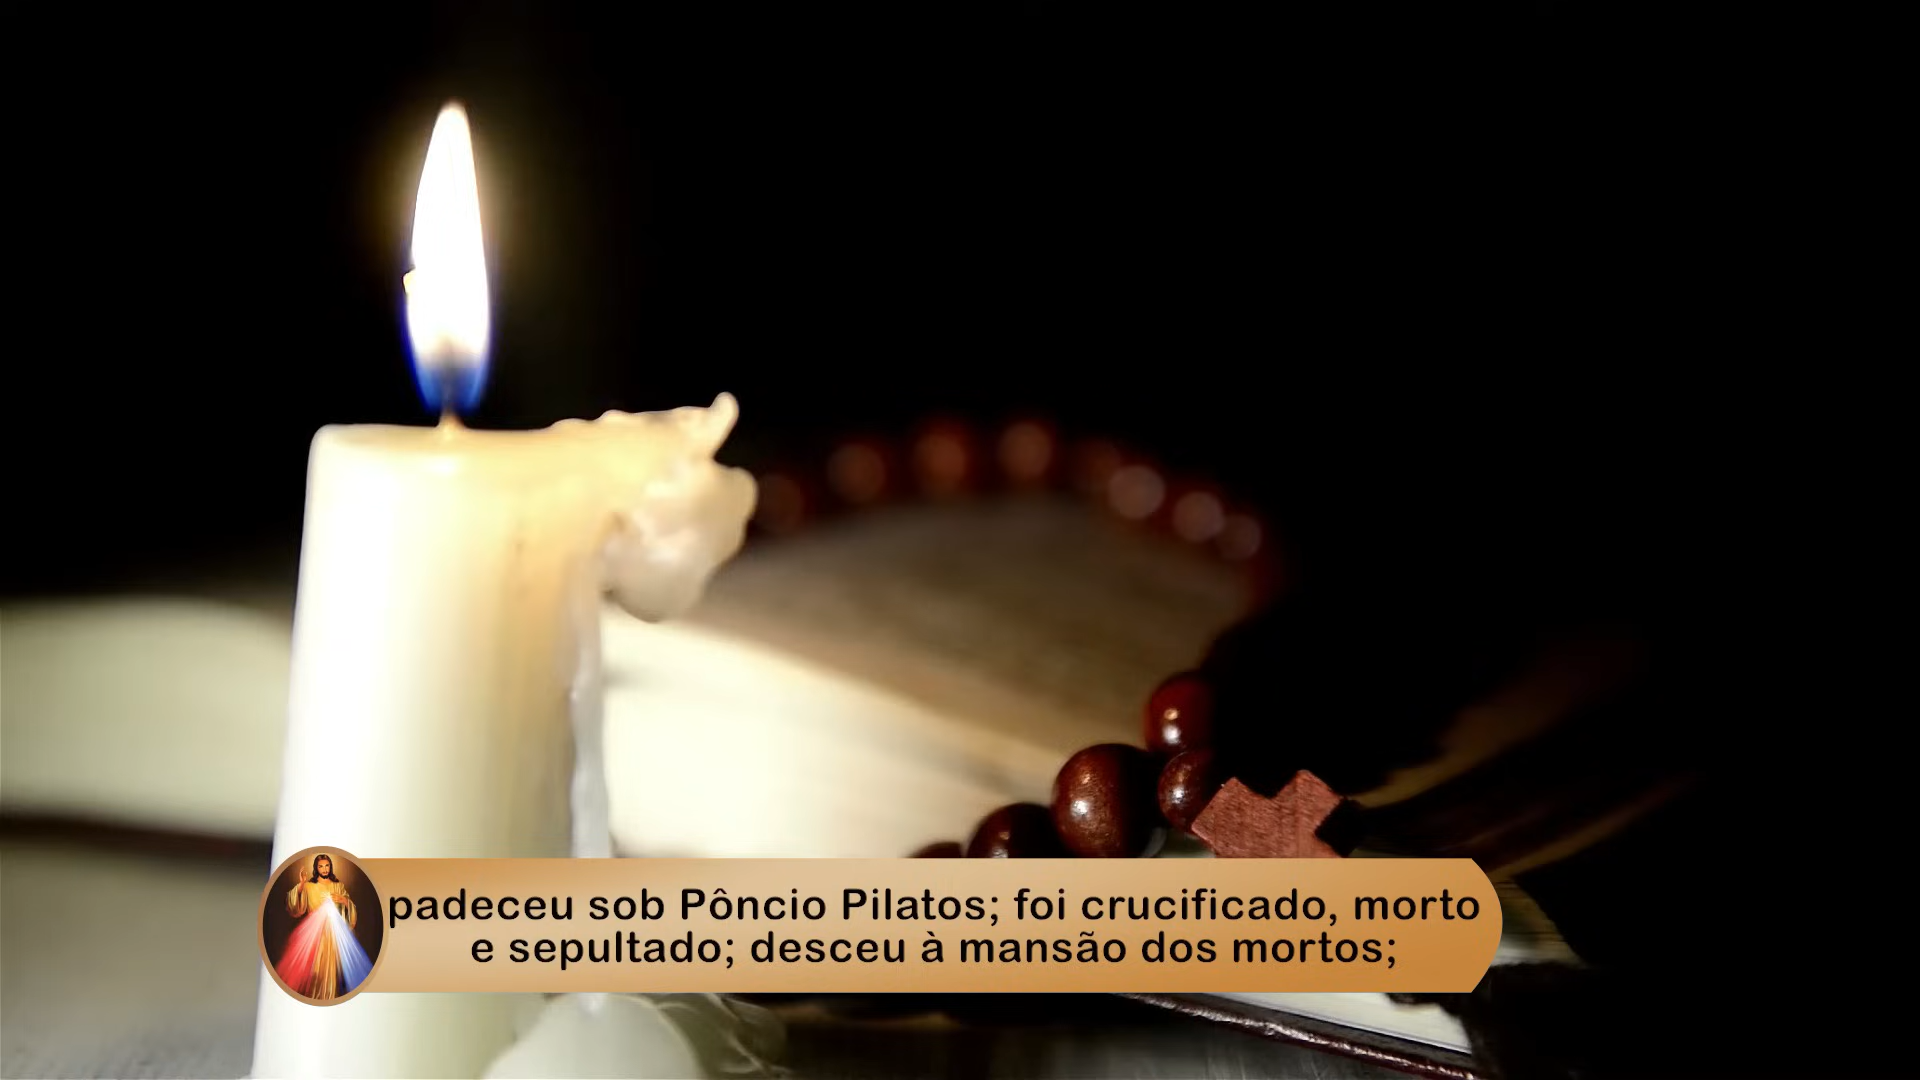 padeceu sob Pôncio Pilatos; foi crucificado, morto
e sepultado; desceu à mansão dos mortos;